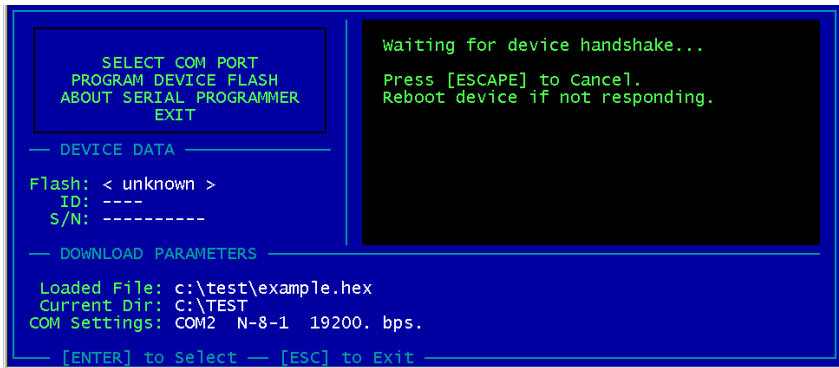 SELECT COM PORT
PROGRAM DEVICE FLASH
ABOUT SERIAL PROGRAMMER
EXIT
Waiting for device handshake...
Press [ESCAPE] to Cancel.
Reboot device if not responding.
DEVICE DATA
Flash: < unknown >
ID: ----
S/N: ----------
DOWNLOAD PARAMETERS
Loaded File: c:\test\example.hex
Current Dir: C:\TEST
COM Settings: COM2 N-8-1 19200. bps.
[ENTER] to Select — [ESC] to Exit